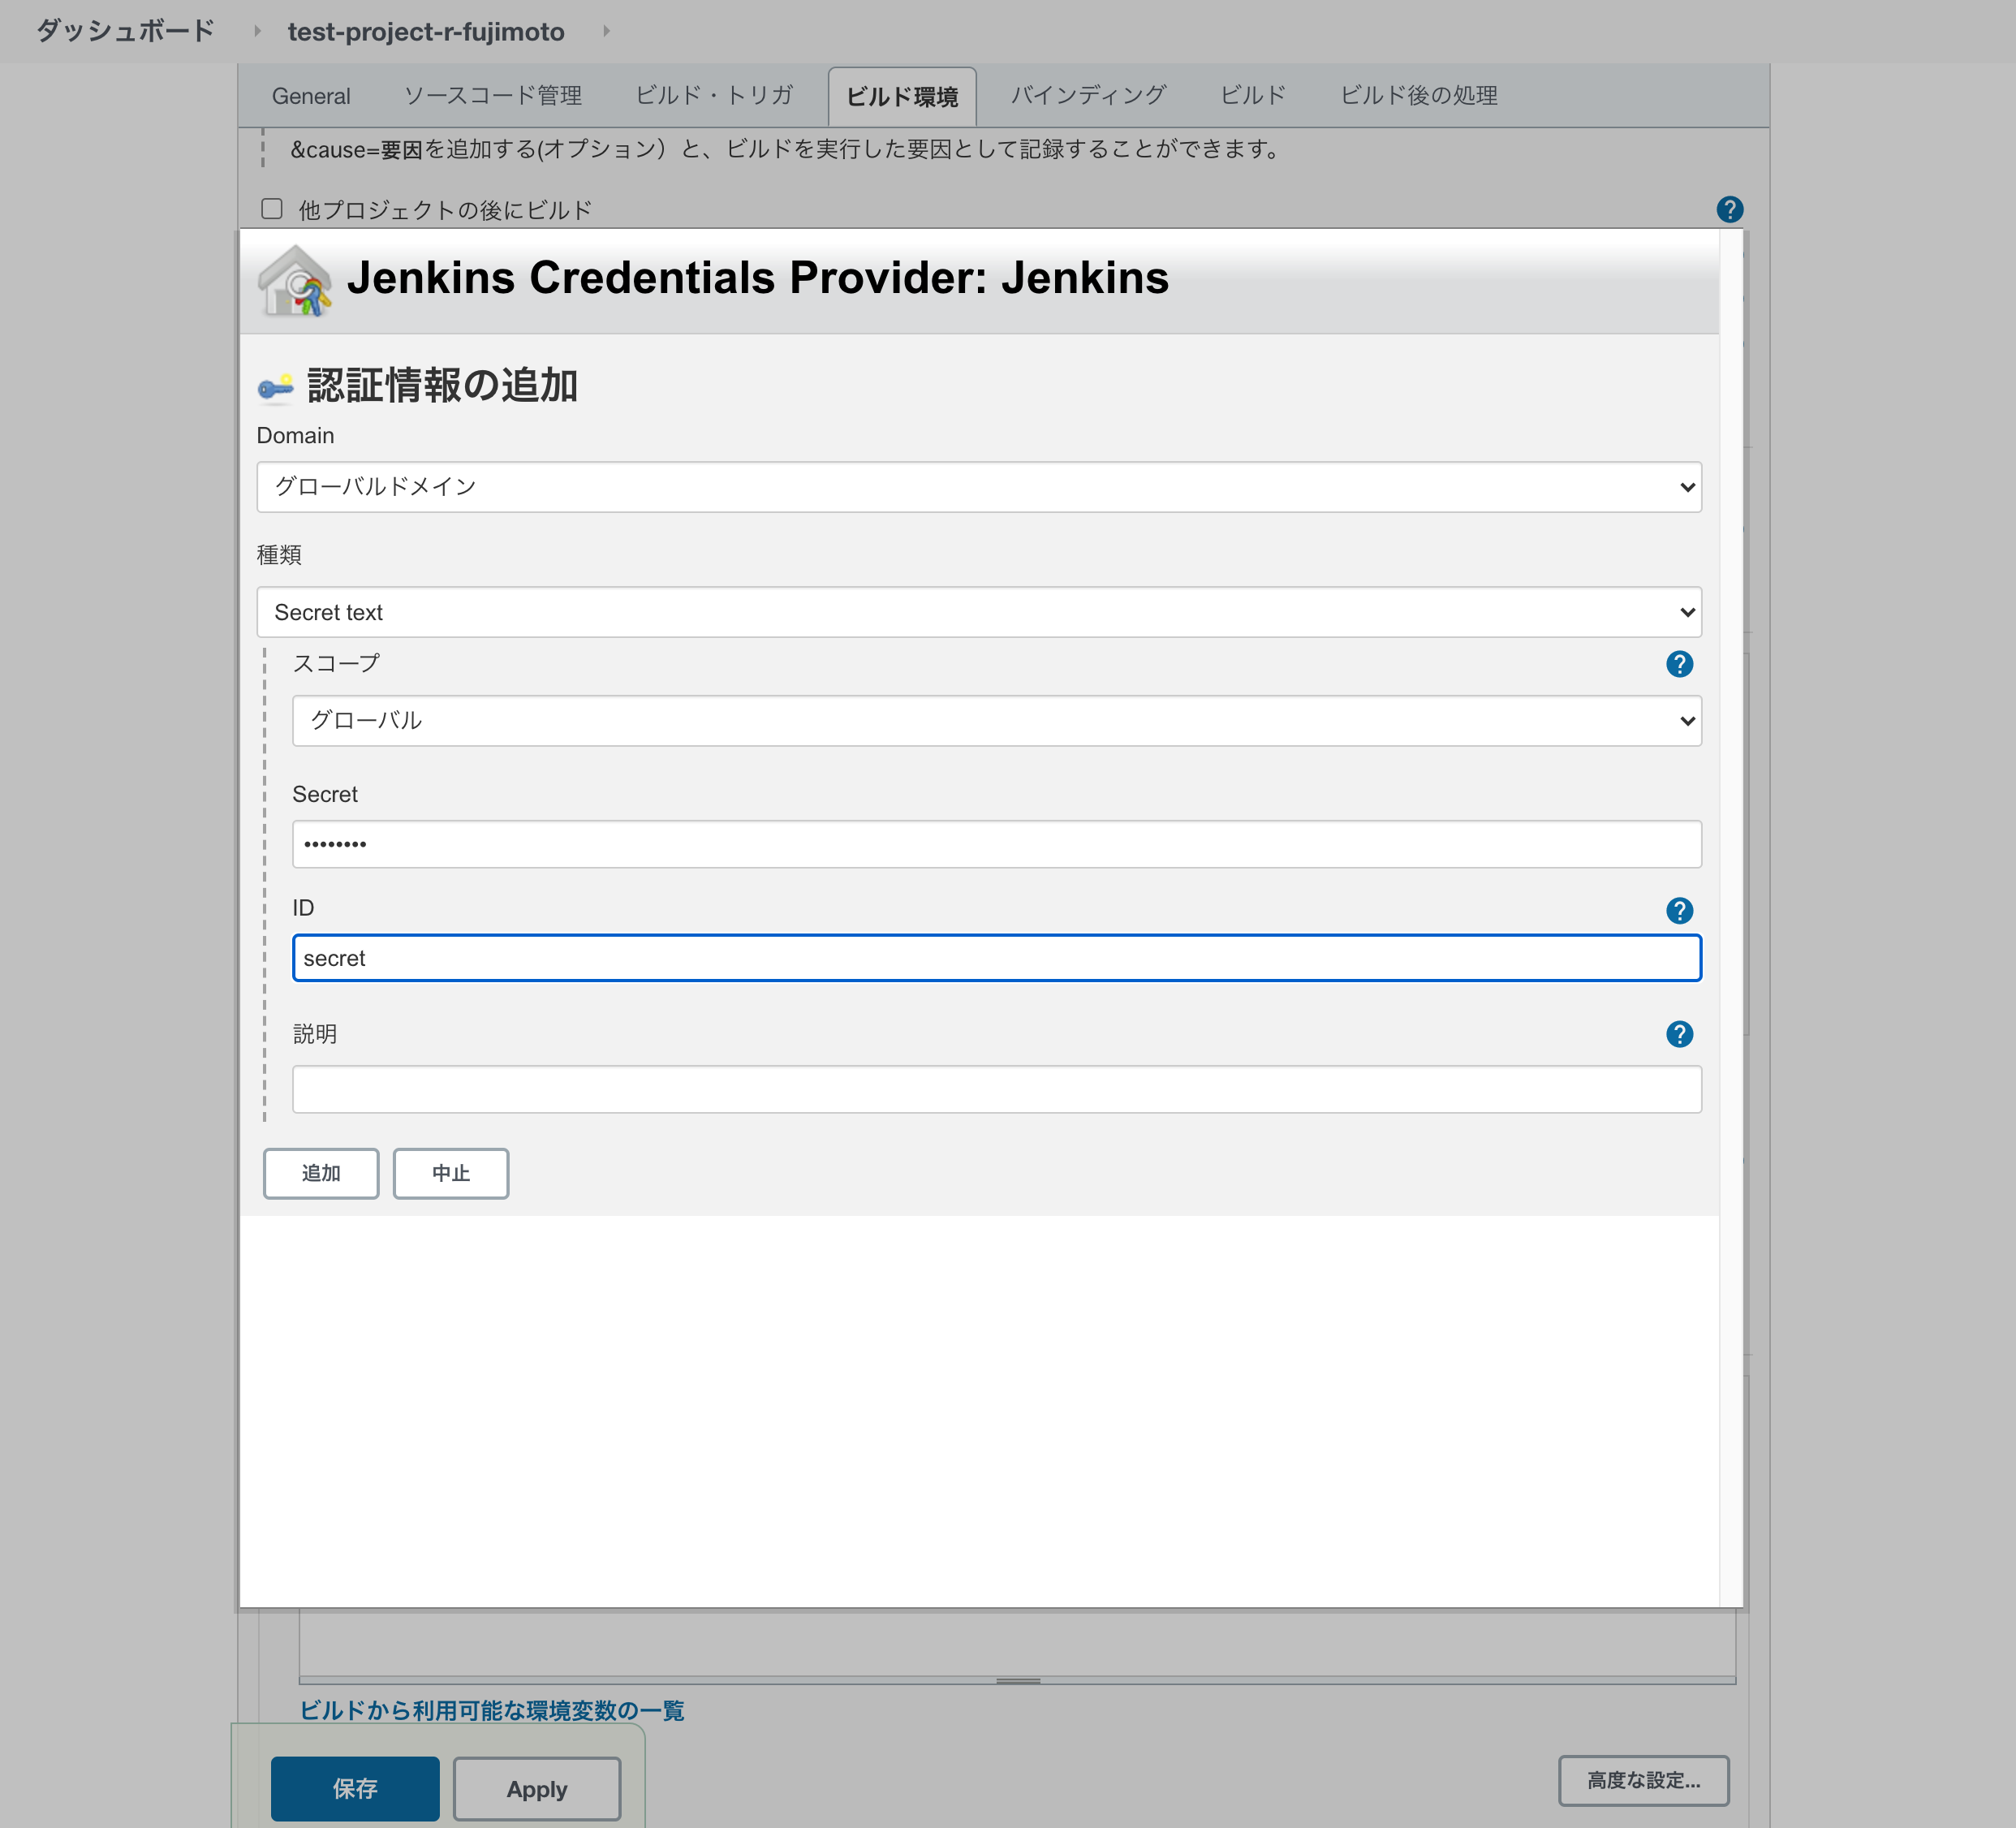 ダッシュボード test-project-r-fujimoto
General ソースコード管理 ビルド・トリガ ビルド環境 バインディング ビルド ビルド後の処理
&cause=要因を追加する(オプション）と、ビルドを実行した要因として記録することができます。
他プロジェクトの後にビルド
Jenkins Credentials Provider: Jenkins
認証情報の追加
Domain
グローバルドメイン
種類
Secret text
スコープ
グローバル
Secret
••••••••
ID
secret
説明
追加 中止
ビルドから利用可能な環境変数の一覧
保存 Apply 高度な設定...